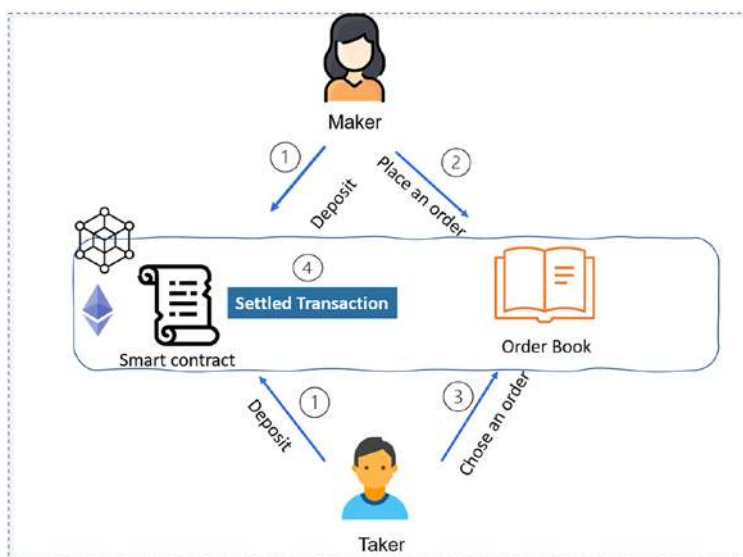 Maker
1
2
Deposit
Place an order
4
Settled Transaction
Smart contract
Order Book
Deposit
1
3
Chose an order
Taker